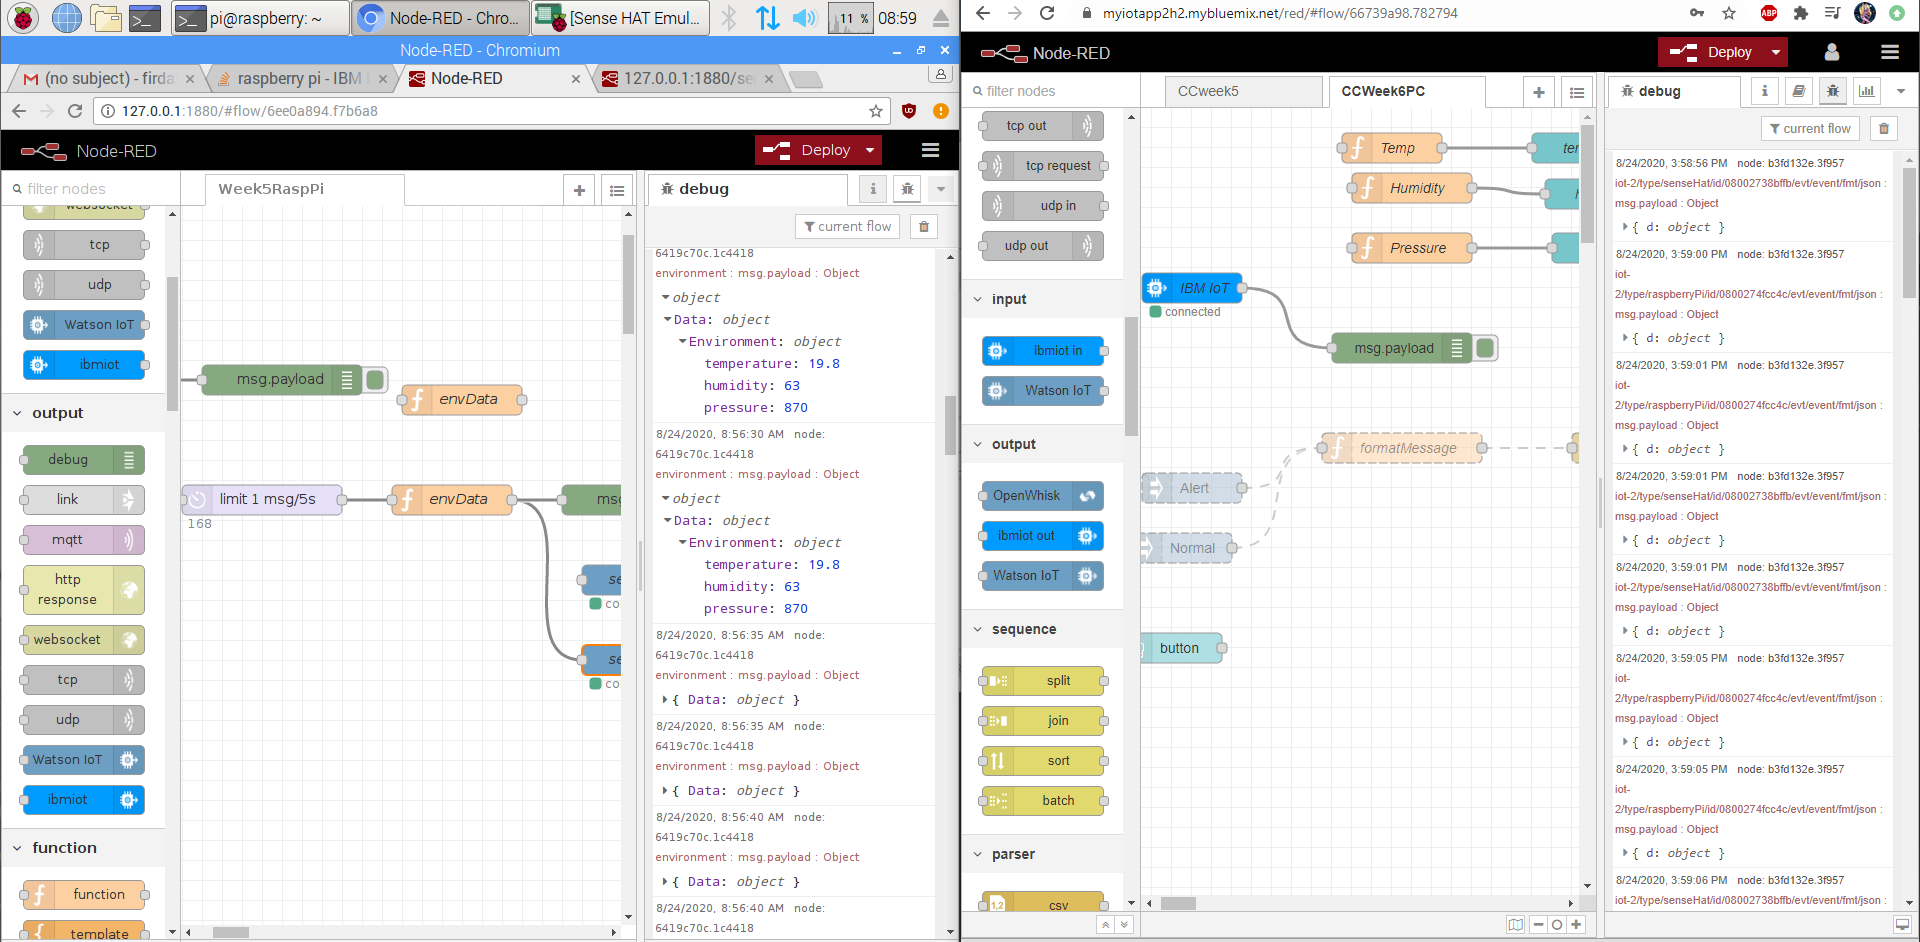 pi@raspberry: ~
Node-RED - Chro...
[Sense HAT Emul...
11 %
08:59
Node-RED - Chromium
(no subject) - firda
raspberry pi - IBM
Node-RED
127.0.0.1:1880/se
127.0.0.1:1880/#flow/6ee0a894.f7b6a8
Node-RED
Deploy
filter nodes
Week5RaspPi
debug
current flow
websocket
tcp
udp
Watson IoT
ibmiot
output
debug
link
mqtt
http
response
websocket
tcp
udp
Watson IoT
ibmiot
function
function
template
msg.payload
envData
limit 1 msg/5s
168
envData
msg
se
co
se
co
6419c70c.1c4418
environment : msg.payload : Object
object
Data: object
Environment: object
temperature: 19.8
humidity: 63
pressure: 870
8/24/2020, 8:56:30 AM node:
6419c70c.1c4418
environment : msg.payload : Object
object
Data: object
Environment: object
temperature: 19.8
humidity: 63
pressure: 870
8/24/2020, 8:56:35 AM node:
6419c70c.1c4418
environment : msg.payload : Object
{ Data: object }
8/24/2020, 8:56:35 AM node:
6419c70c.1c4418
environment : msg.payload : Object
{ Data: object }
8/24/2020, 8:56:40 AM node:
6419c70c.1c4418
environment : msg.payload : Object
{ Data: object }
8/24/2020, 8:56:40 AM node:
6419c70c.1c4418
myiotapp2h2.mybluemix.net/red/#flow/66739a98.782794
ABP
Node-RED
Deploy
filter nodes
CCweek5
CCWeek6PC
debug
current flow
tcp out
tcp request
udp in
udp out
input
ibmiot in
Watson IoT
output
OpenWhisk
ibmiot out
Watson IoT
sequence
split
join
sort
batch
parser
csv
Temp
ter
Humidity
Pressure
IBM IoT
connected
msg.payload
formatMessage
Alert
Normal
button
8/24/2020, 3:58:56 PM node: b3fd132e.3f957
iot-2/type/senseHat/id/08002738bffb/evt/event/fmt/json :
msg.payload : Object
{ d: object }
8/24/2020, 3:59:00 PM node: b3fd132e.3f957
iot-
2/type/raspberryPi/id/0800274fcc4c/evt/event/fmt/json :
msg.payload : Object
{ d: object }
8/24/2020, 3:59:01 PM node: b3fd132e.3f957
iot-
2/type/raspberryPi/id/0800274fcc4c/evt/event/fmt/json :
msg.payload : Object
{ d: object }
8/24/2020, 3:59:01 PM node: b3fd132e.3f957
iot-2/type/senseHat/id/08002738bffb/evt/event/fmt/json :
msg.payload : Object
{ d: object }
8/24/2020, 3:59:01 PM node: b3fd132e.3f957
iot-2/type/senseHat/id/08002738bffb/evt/event/fmt/json :
msg.payload : Object
{ d: object }
8/24/2020, 3:59:05 PM node: b3fd132e.3f957
iot-
2/type/raspberryPi/id/0800274fcc4c/evt/event/fmt/json :
msg.payload : Object
{ d: object }
8/24/2020, 3:59:05 PM node: b3fd132e.3f957
iot-
2/type/raspberryPi/id/0800274fcc4c/evt/event/fmt/json :
msg.payload : Object
{ d: object }
8/24/2020, 3:59:06 PM node: b3fd132e.3f957
iot-2/type/senseHat/id/08002738bffb/evt/event/fmt/json :